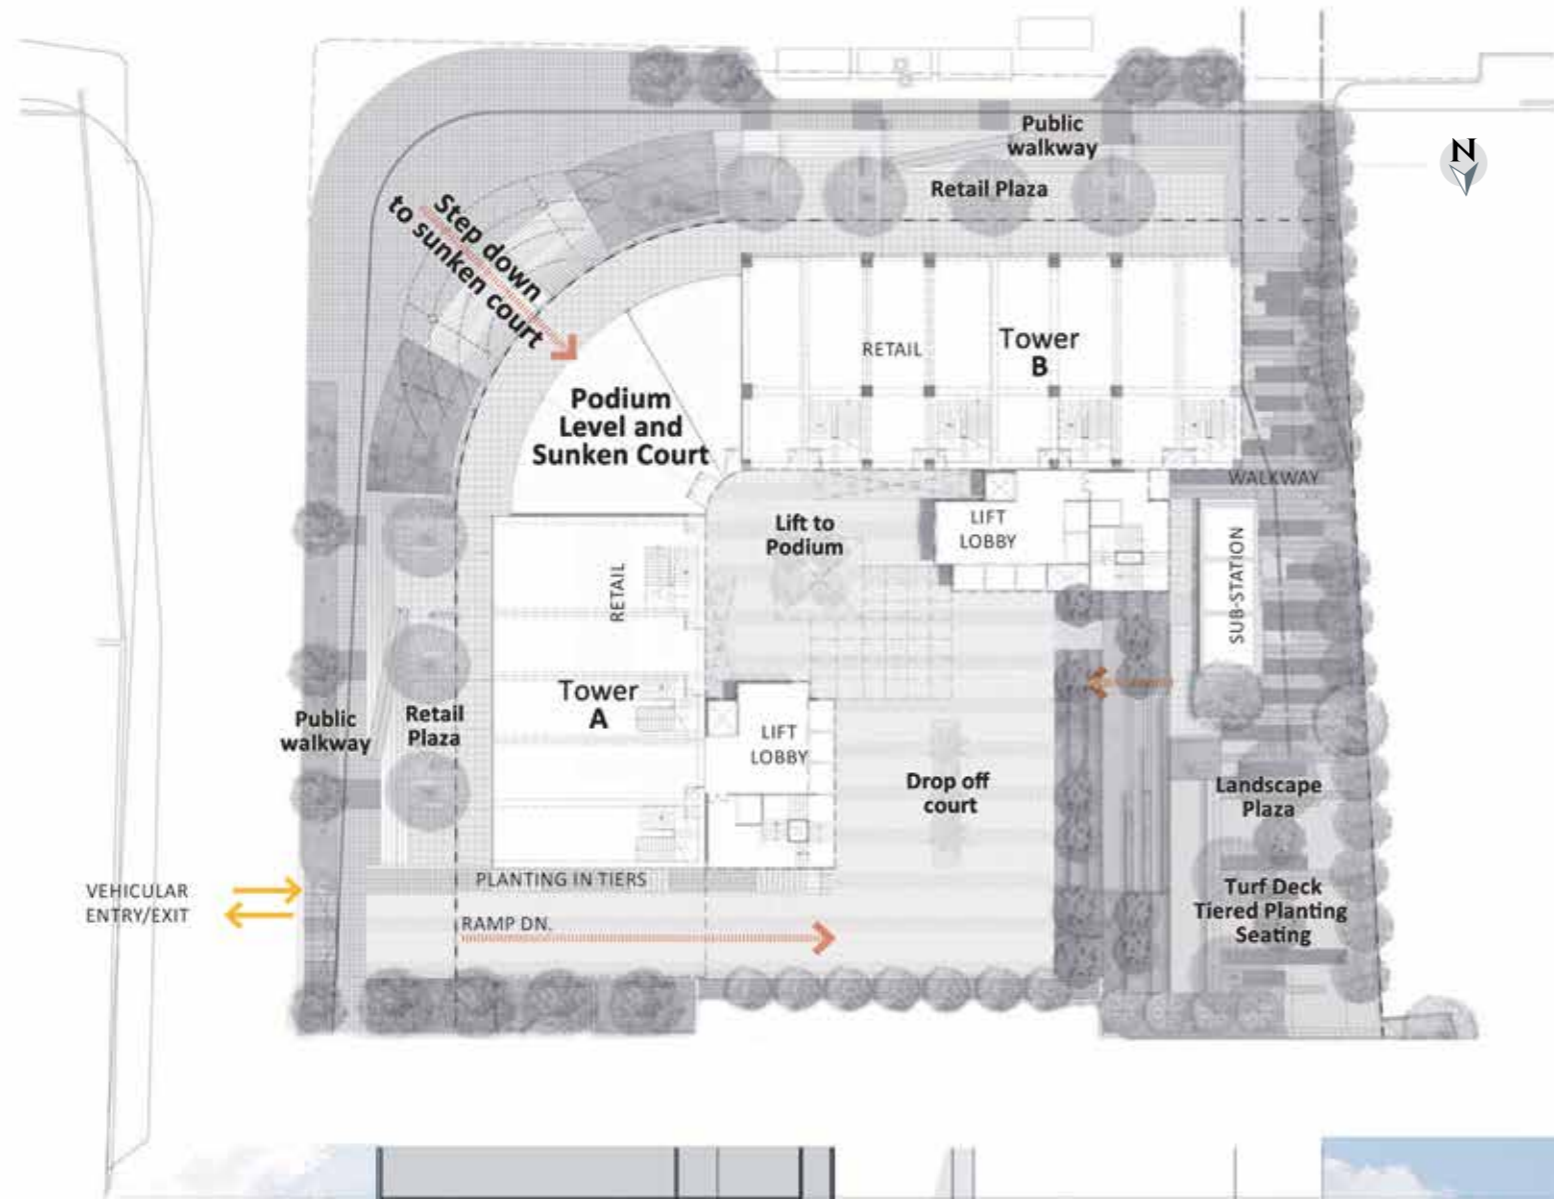 Public
walkway
N
Retail Plaza
Step down
to sunken court
RETAIL
Tower
B
Podium
Level and
Sunken Court
WALKWAY
Lift to
Podium
LIFT
LOBBY
SUB-STATION
RETAIL
Tower
A
Public
walkway
Retail
Plaza
LIFT
LOBBY
Drop off
court
Landscape
Plaza
PLANTING IN TIERS
VEHICULAR
ENTRY/EXIT
RAMP DN.
Turf Deck
Tiered Planting
Seating